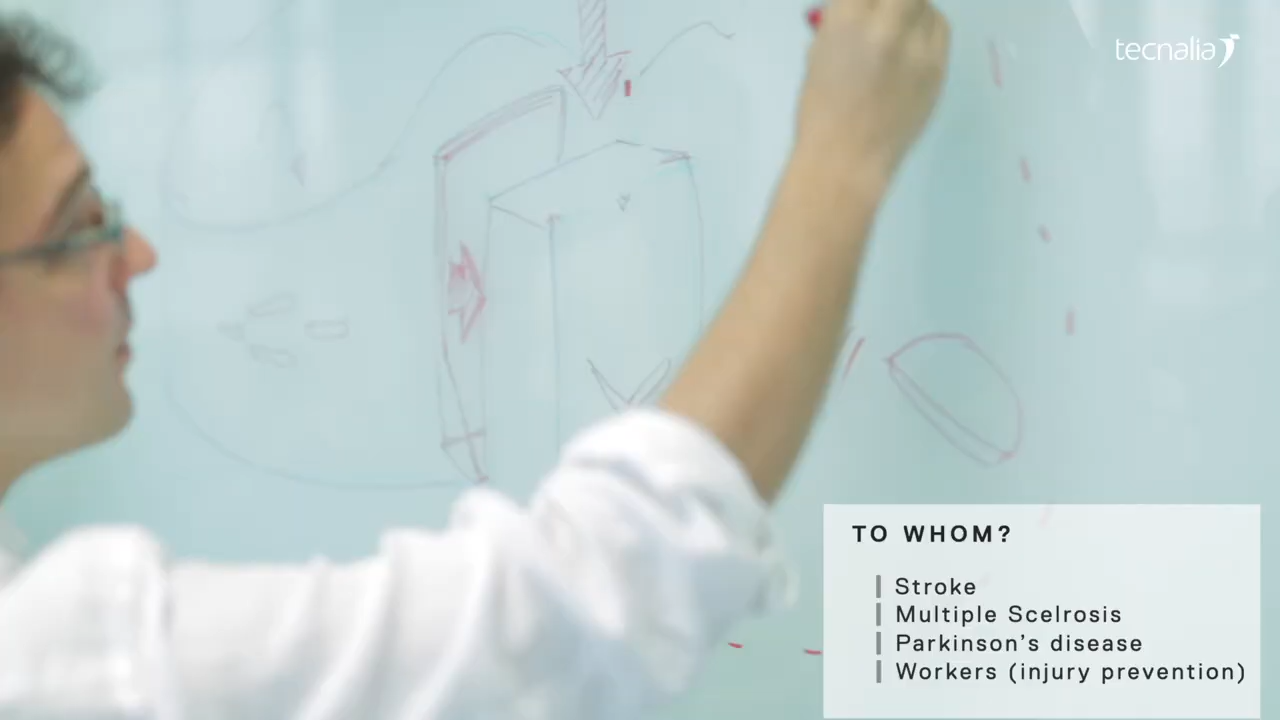 tecnalia
TO WHOM?
Stroke
Multiple Scelrosis
Parkinson's disease
Workers (injury prevention)